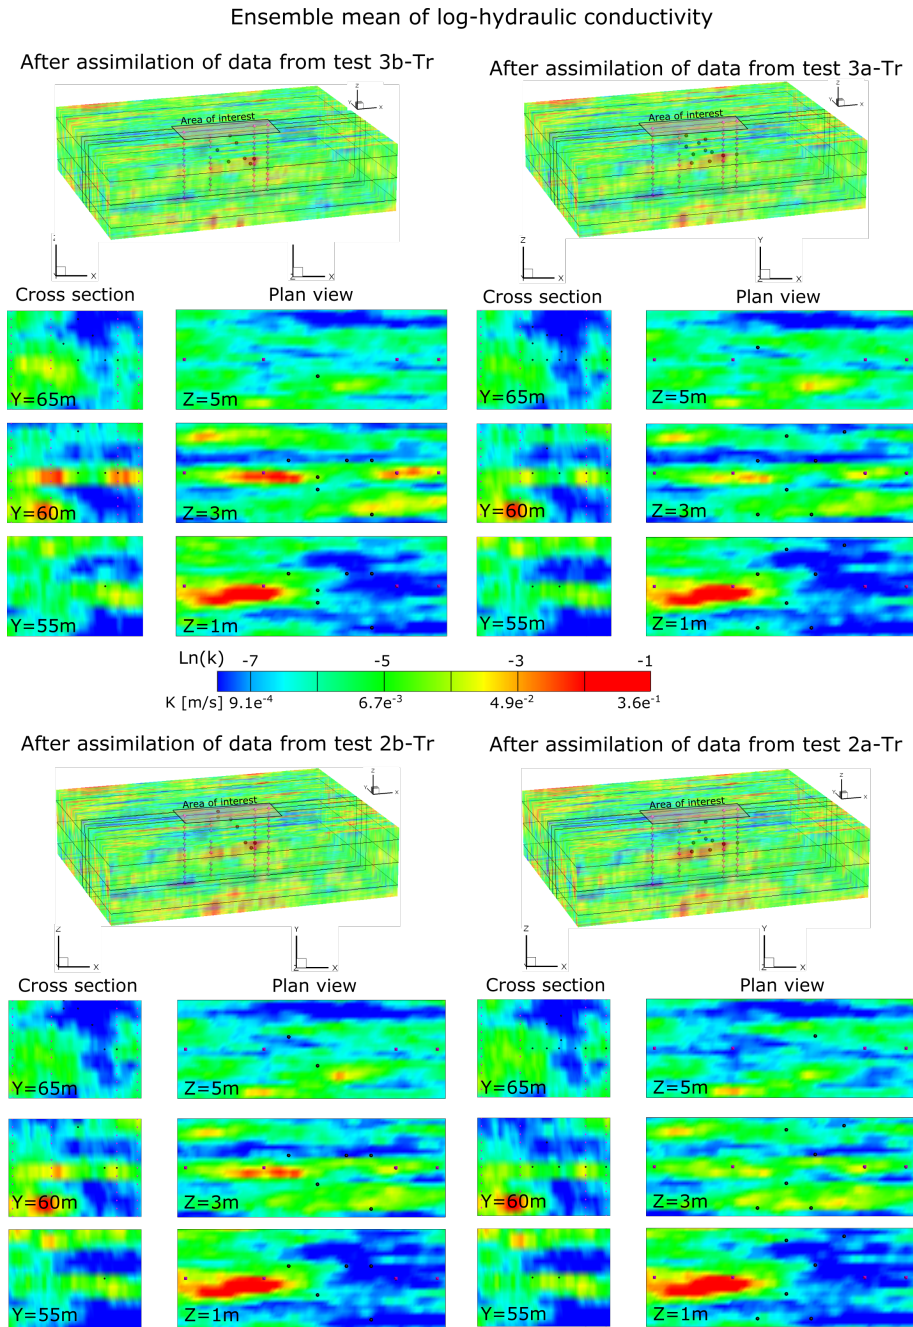 Ensemble mean of log-hydraulic conductivity
After assimilation of data from test 3b-Tr
After assimilation of data from test 3a-Tr
Z
Y
X
Area of interest
Z
Y
X
Area of interest
X
Z
X
Z
X
Y
Z
X
Cross section
Plan view
Cross section
Plan view
Y=65m
Z=5m
Y=65m
Z=5m
Y=60m
Z=3m
Y=60m
Z=3m
Y=55m
Z=1m
Y=55m
Z=1m
Ln(k) -7 -5 -3 -1
K [m/s] 9.1e-4 6.7e-3 4.9e-2 3.6e-1
After assimilation of data from test 2b-Tr
After assimilation of data from test 2a-Tr
Z
Y
X
Area of interest
Z
Y
X
Area of interest
Z
X
Y
Z
X
Z
X
Y
Z
X
Cross section
Plan view
Cross section
Plan view
Y=65m
Z=5m
Y=65m
Z=5m
Y=60m
Z=3m
Y=60m
Z=3m
Y=55m
Z=1m
Y=55m
Z=1m